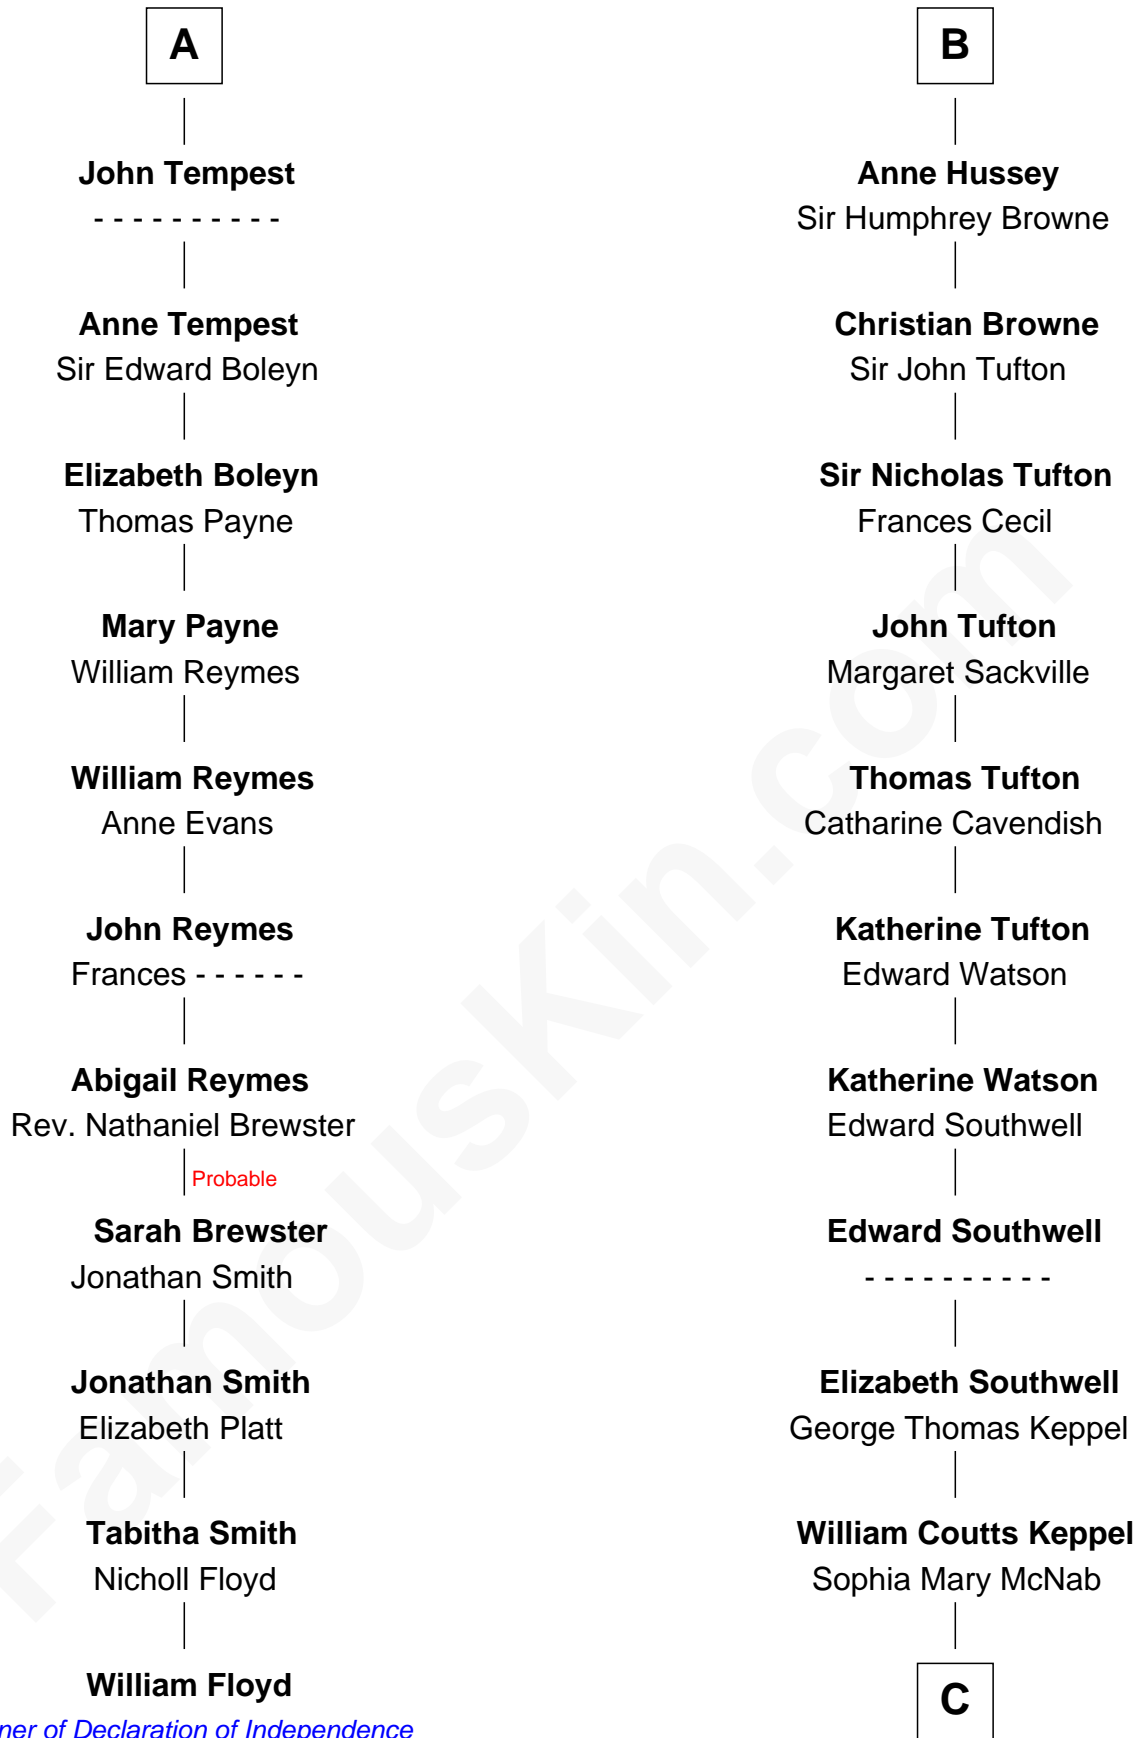 A
John Tempest
- - - - - - - - - -
Anne Tempest
Sir Edward Boleyn
Elizabeth Boleyn
Thomas Payne
Mary Payne
William Reymes
William Reymes
Anne Evans
John Reymes
Frances - - - - - -
Abigail Reymes
Rev. Nathaniel Brewster
Probable
Sarah Brewster
Jonathan Smith
Jonathan Smith
Elizabeth Platt
Tabitha Smith
Nicholl Floyd
William Floyd
ner of Declaration of Independence
B
Anne Hussey
Sir Humphrey Browne
Christian Browne
Sir John Tufton
Sir Nicholas Tufton
Frances Cecil
John Tufton
Margaret Sackville
Thomas Tufton
Catharine Cavendish
Katherine Tufton
Edward Watson
Katherine Watson
Edward Southwell
Edward Southwell
- - - - - - - - - -
Elizabeth Southwell
George Thomas Keppel
William Coutts Keppel
Sophia Mary McNab
C
FamousKin.com